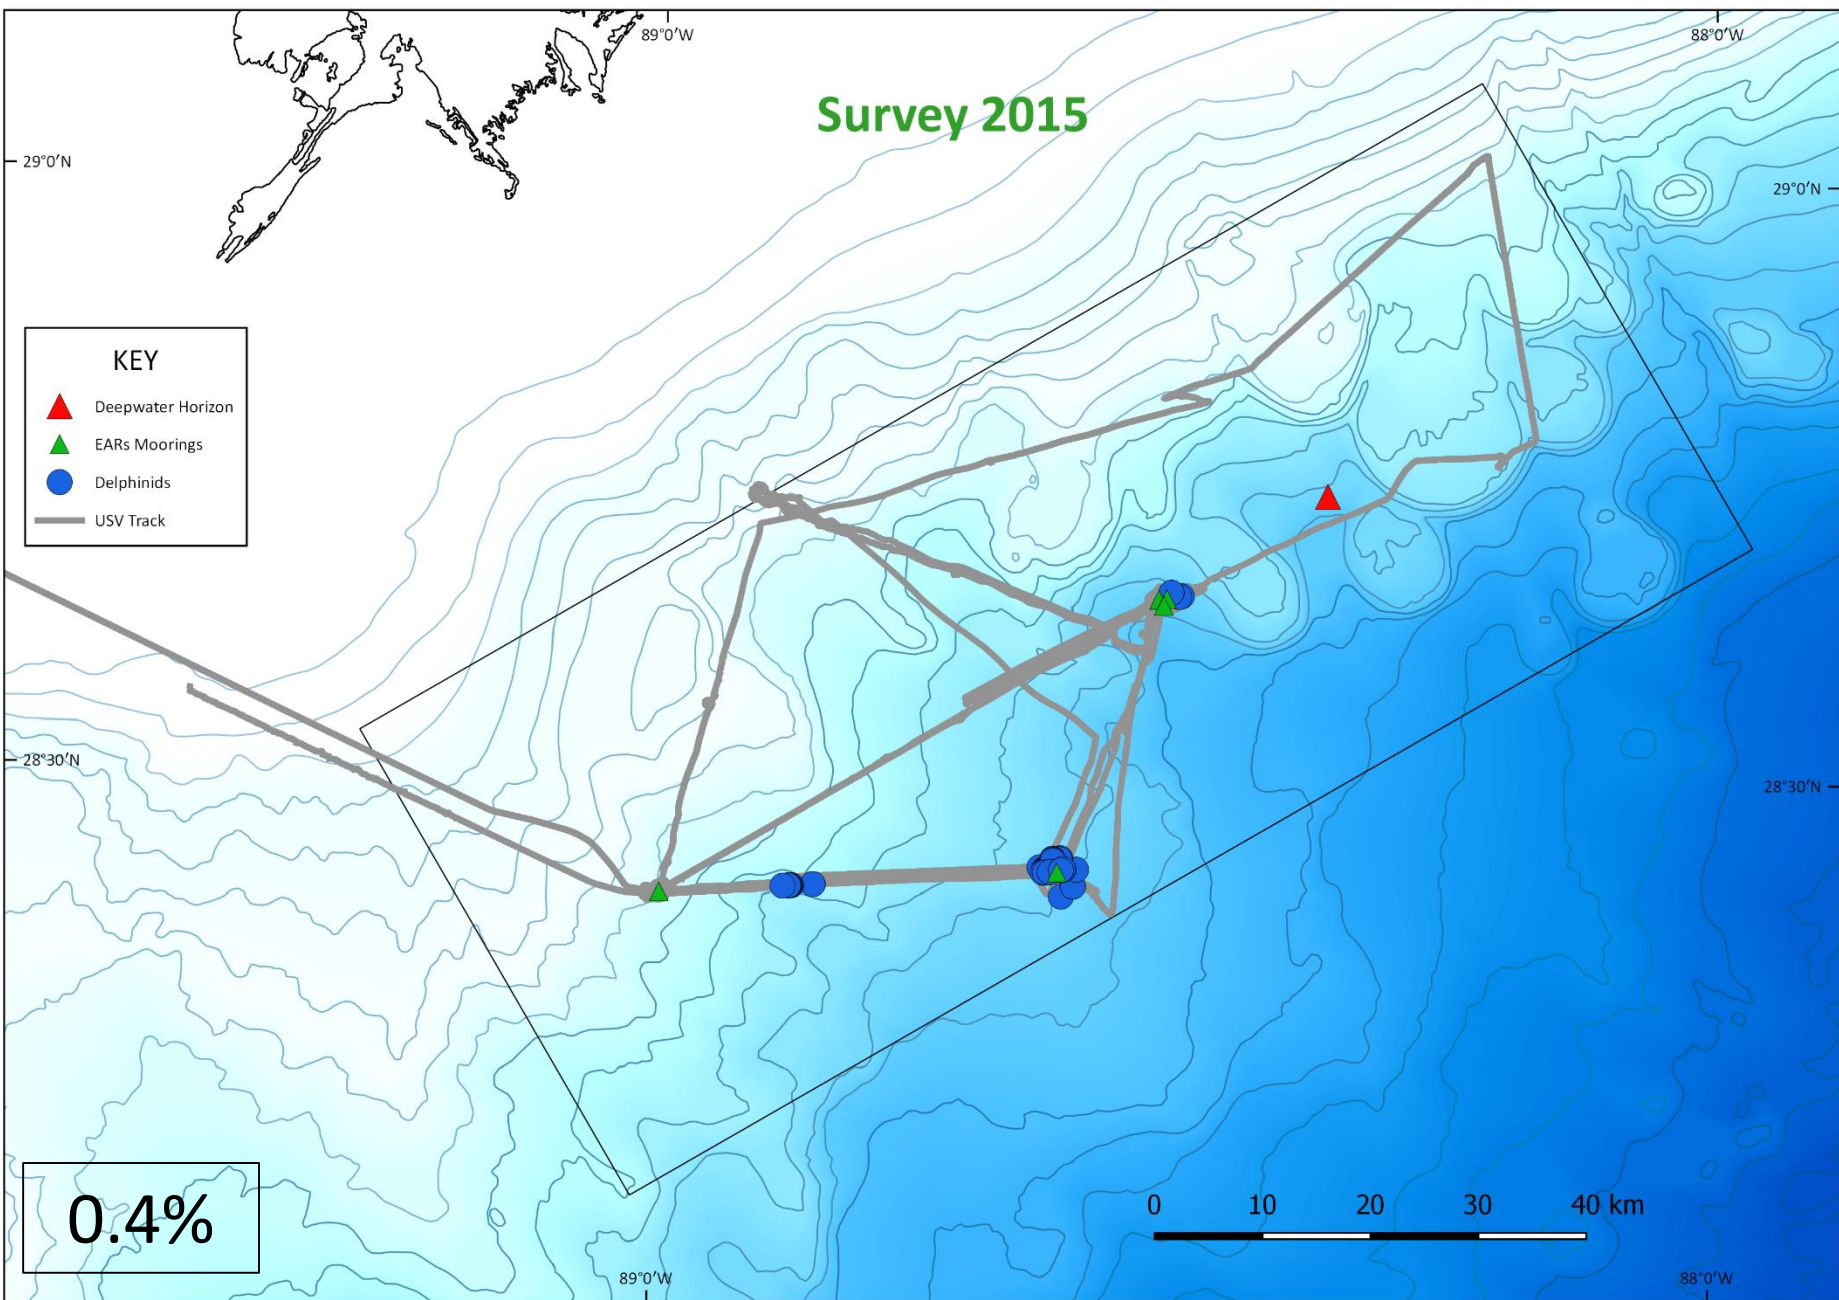 89°0'W
88°0'W
Survey 2015
29°0'N
29°0'N
KEY
Deepwater Horizon
EARs Moorings
Delphinids
USV Track
28°30'N
28°30'N
0.4%
0 10 20 30 40 km
89°0'W
88°0'W